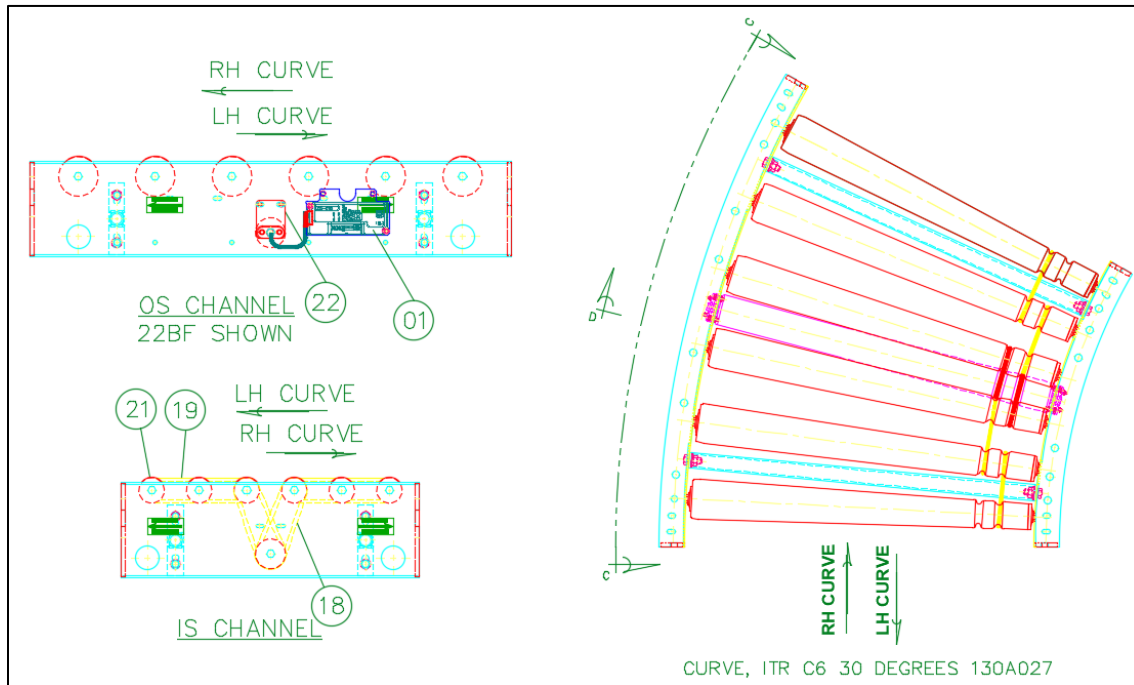 RH CURVE
LH CURVE
OS CHANNEL
22BF SHOWN
22
01
21
19
LH CURVE
RH CURVE
18
IS CHANNEL
C
D
C
RH CURVE
LH CURVE
CURVE, ITR C6 30 DEGREES 130A027